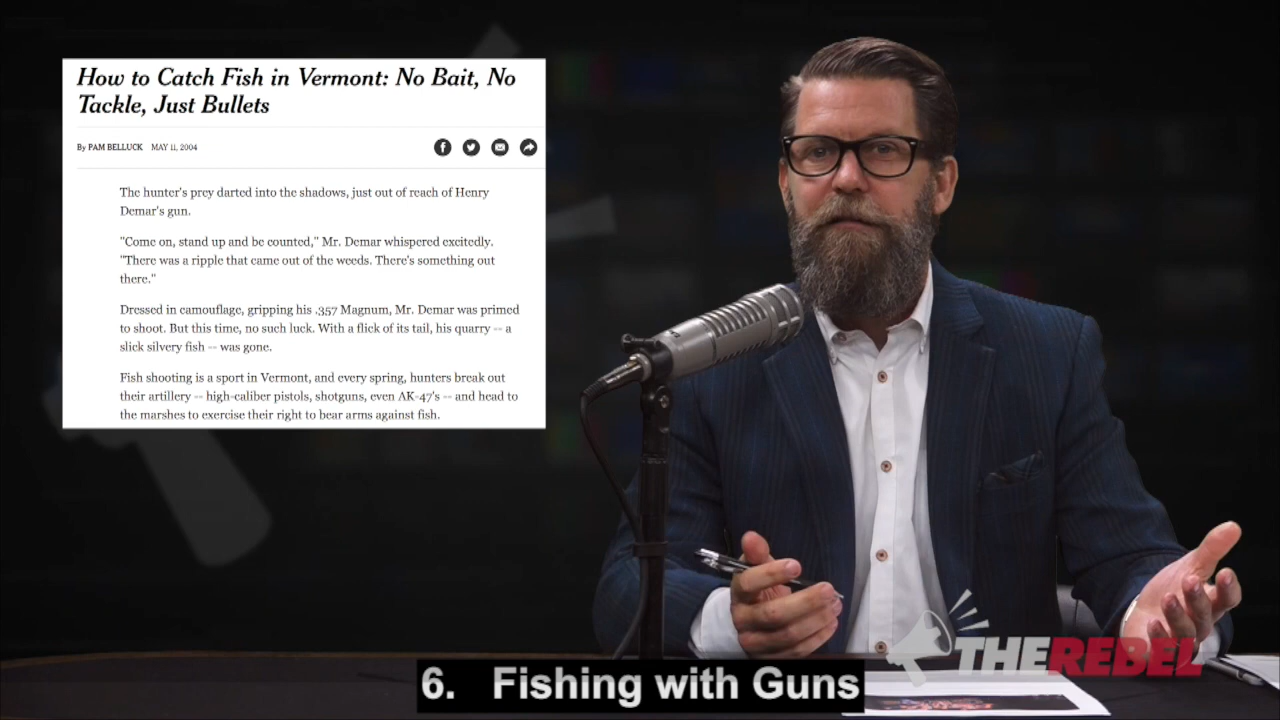 How to Catch Fish in Vermont: No Bait, No
Tackle, Just Bullets
By PAM BELLUCK MAY 11, 2004
The hunter's prey darted into the shadows, just out of reach of Henry
Demar's gun.
"Come on, stand up and be counted," Mr. Demar whispered excitedly.
"There was a ripple that came out of the weeds. There's something out
there."
Dressed in camouflage, gripping his .357 Magnum, Mr. Demar was primed
to shoot. But this time, no such luck. With a flick of its tail, his quarry -- a
slick silvery fish -- was gone.
Fish shooting is a sport in Vermont, and every spring, hunters break out
their artillery -- high-caliber pistols, shotguns, even AK-47's -- and head to
the marshes to exercise their right to bear arms against fish.
THEREBEL
6. Fishing with Guns